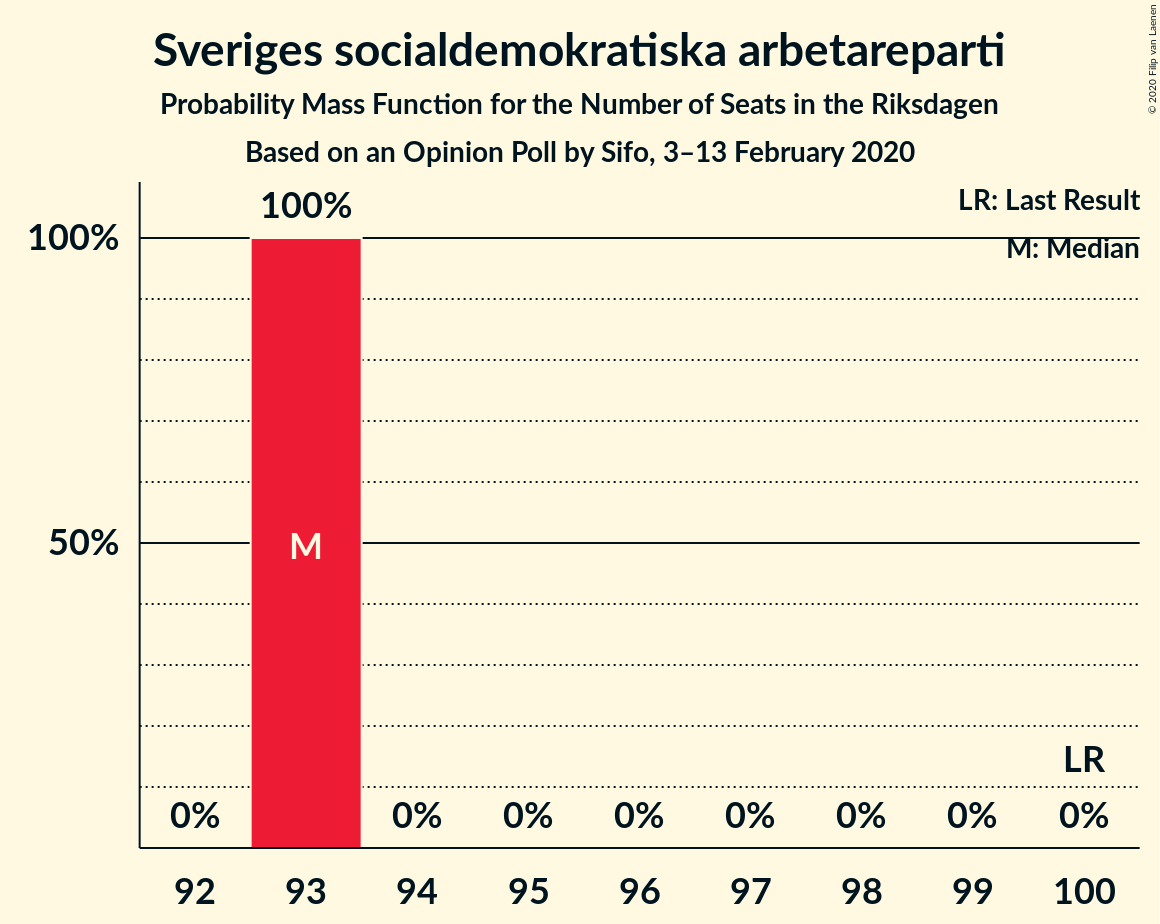 Sveriges socialdemokratiska arbetareparti
Probability Mass Function for the Number of Seats in the Riksdagen
Based on an Opinion Poll by Sifo, 3–13 February 2020
© 2020 Filip van Laenen
LR: Last Result
M: Median
100%
100%
50%
M
LR
0%
0%
0%
0%
0%
0%
0%
0%
92
93
94
95
96
97
98
99
100